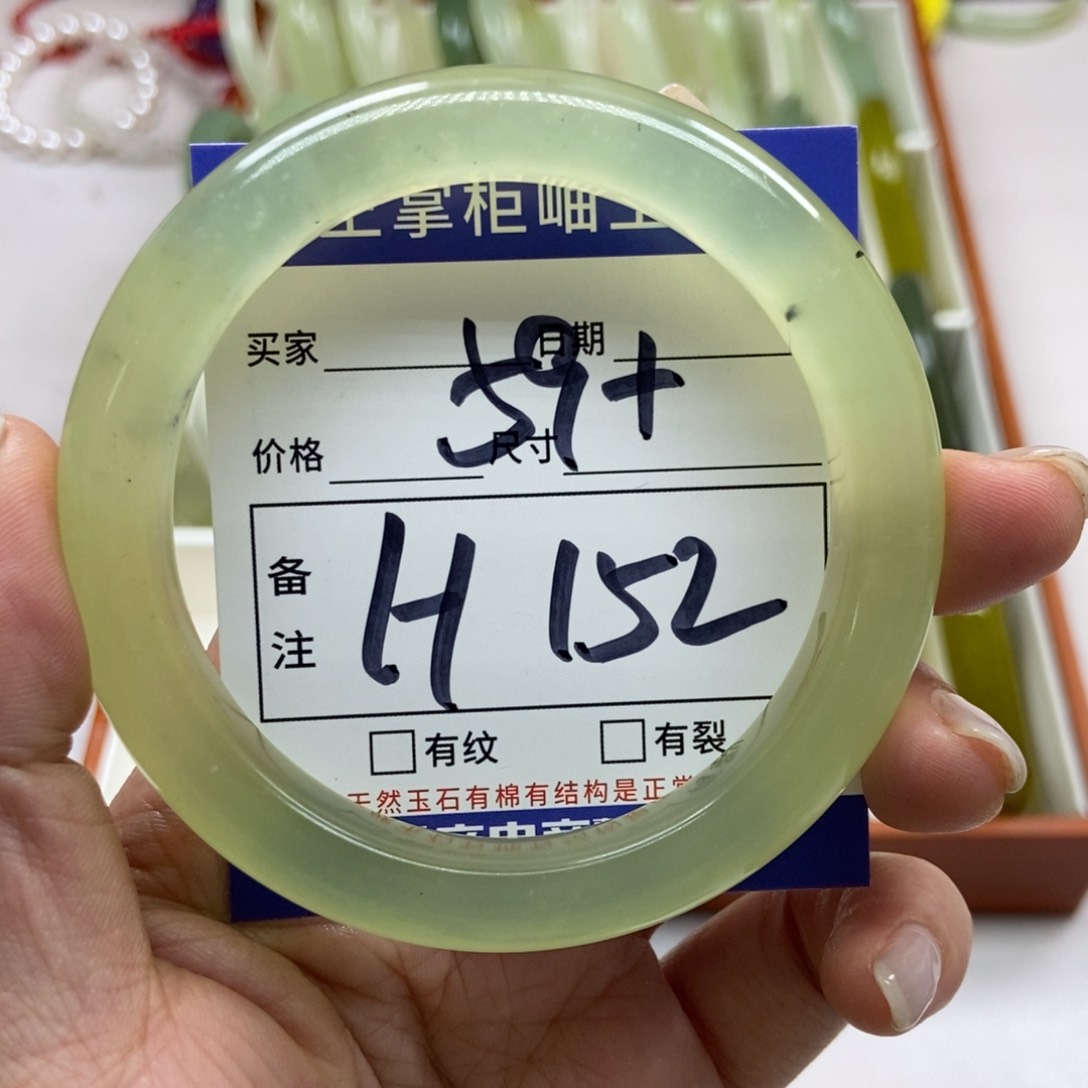 掌柜岫玉
买家 日期
59+
价格 尺寸
备注 H 152
有纹 有裂
天然玉石有棉有结构是正常